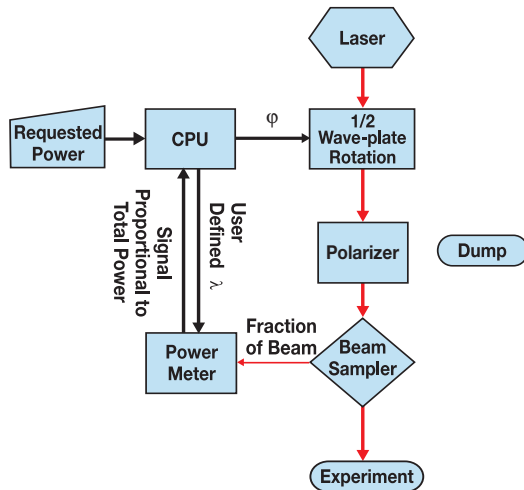 Laser
Requested
Power
CPU
φ
1/2
Wave-plate
Rotation
User
Defined λ
Signal
Proportional to
Total Power
Polarizer
Dump
Fraction
of Beam
Power
Meter
Beam
Sampler
Experiment